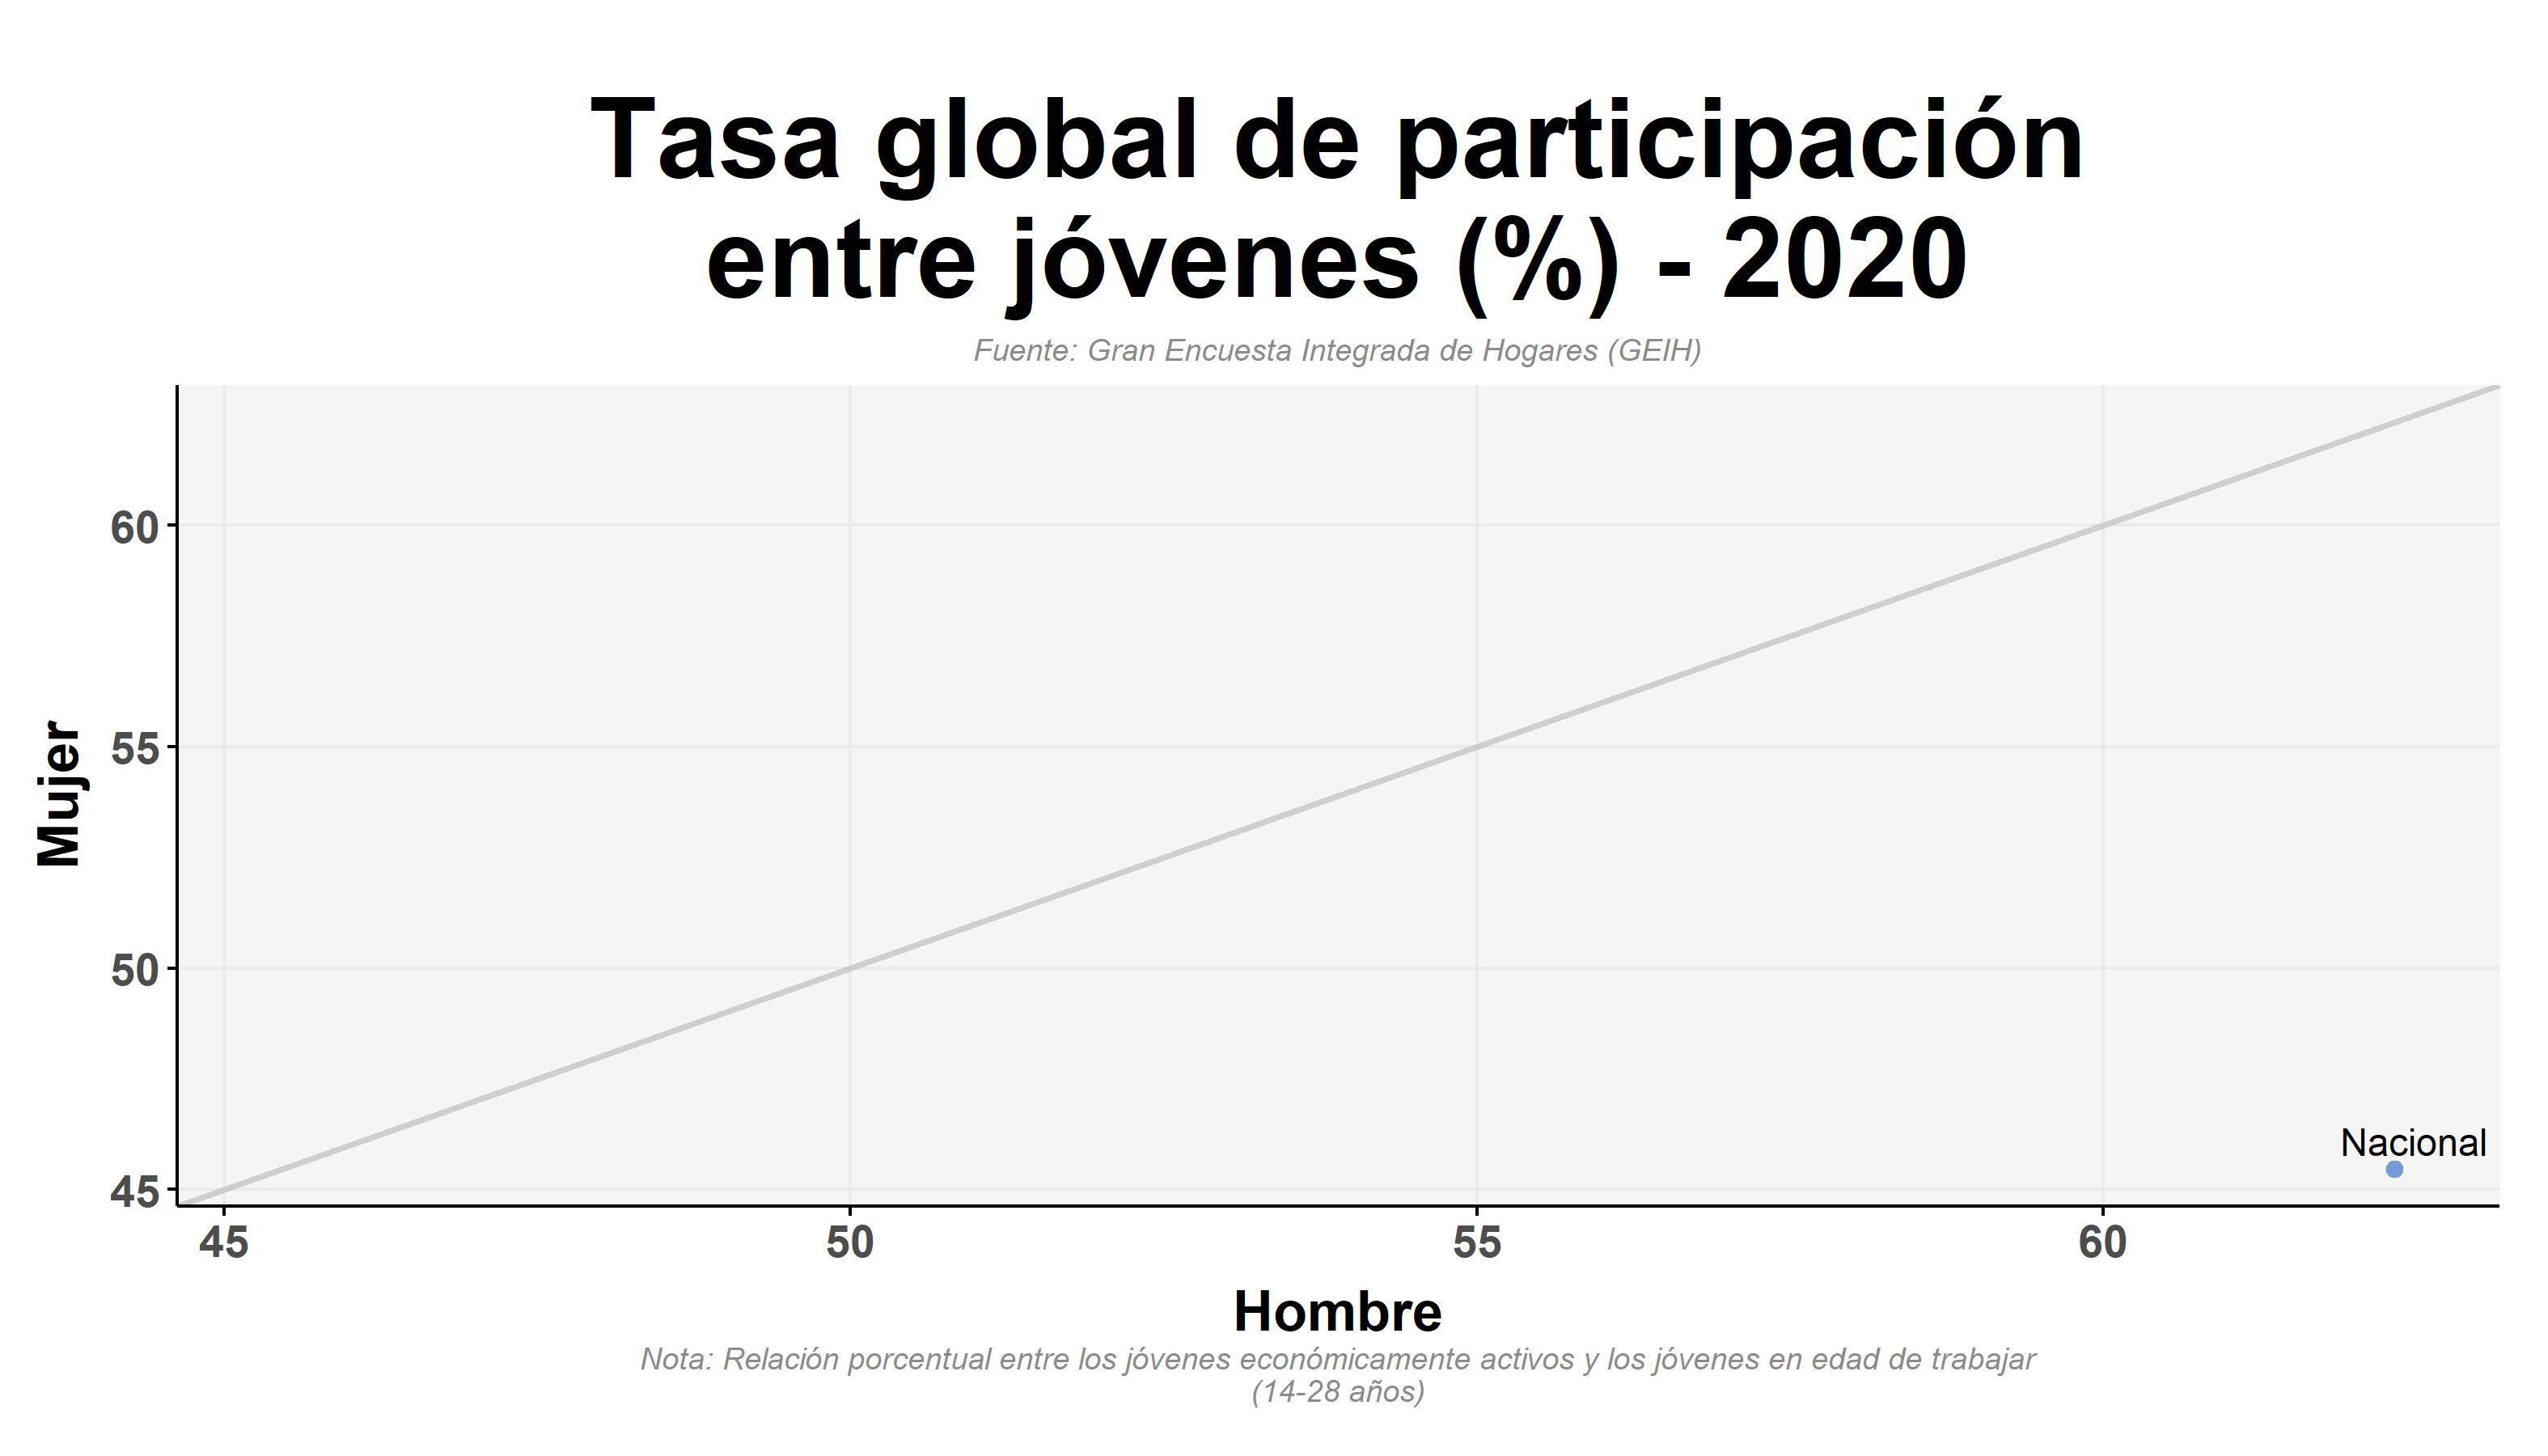 Tasa global de participación
entre jóvenes (%) - 2020
Fuente: Gran Encuesta Integrada de Hogares (GEIH)
60
55
50
45
Mujer
Nacional
45 50 55 60
Hombre
Nota: Relación porcentual entre los jóvenes económicamente activos y los jóvenes en edad de trabajar
(14-28 años)